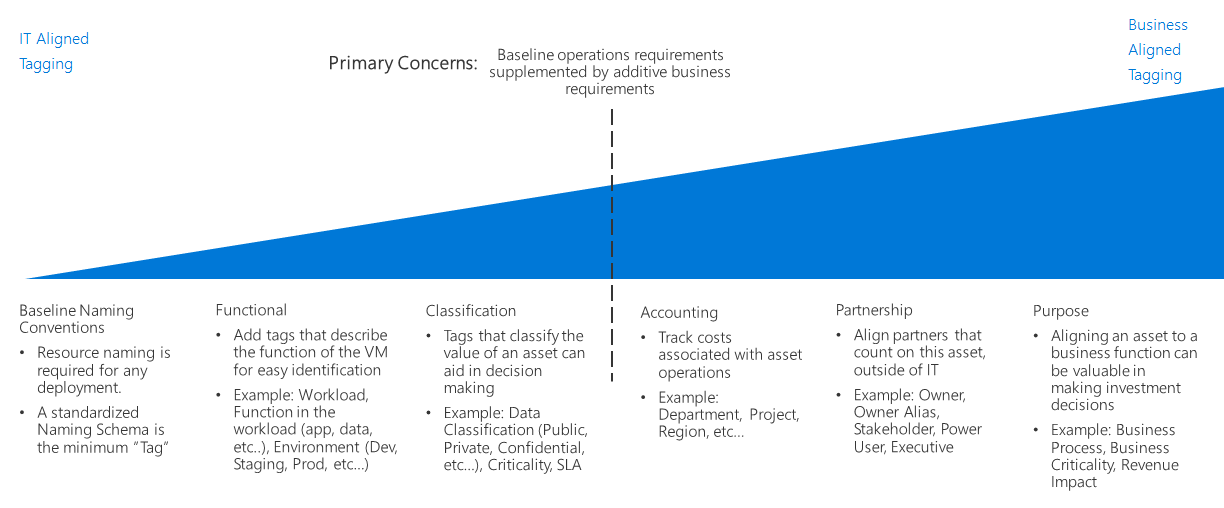 IT Aligned
Tagging
Primary Concerns:
Baseline operations requirements
supplemented by additive business
requirements
Business
Aligned
Tagging
Baseline Naming
Conventions
• Resource naming is
required for any
deployment.
• A standardized
Naming Schema is
the minimum “Tag”
Functional
• Add tags that describe
the function of the VM
for easy identification
• Example: Workload,
Function in the
workload (app, data,
etc..), Environment (Dev,
Staging, Prod, etc...)
Classification
• Tags that classify the
value of an asset can
aid in decision
making
• Example: Data
Classification (Public,
Private, Confidential,
etc...), Criticality, SLA
Accounting
• Track costs
associated with asset
operations
• Example:
Department, Project,
Region, etc...
Partnership
• Align partners that
count on this asset,
outside of IT
• Example: Owner,
Owner Alias,
Stakeholder, Power
User, Executive
Purpose
• Aligning an asset to a
business function can
be valuable in
making investment
decisions
• Example: Business
Process, Business
Criticality, Revenue
Impact